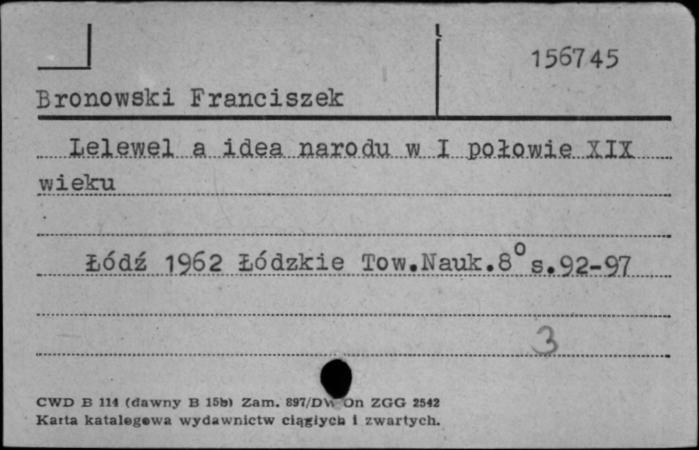 156745
Bronowski Franciszek
Lelewel a idea narodu w I połowie XIX
wieku
Łódź 1962 Łódzkie Tow.Nauk.8° s.92-97
3
CWD B 114 (dawny B 15b) Zam. 897/DW On ZGG 2542
Karta katalogowa wydawnictw ciągłych i zwartych.